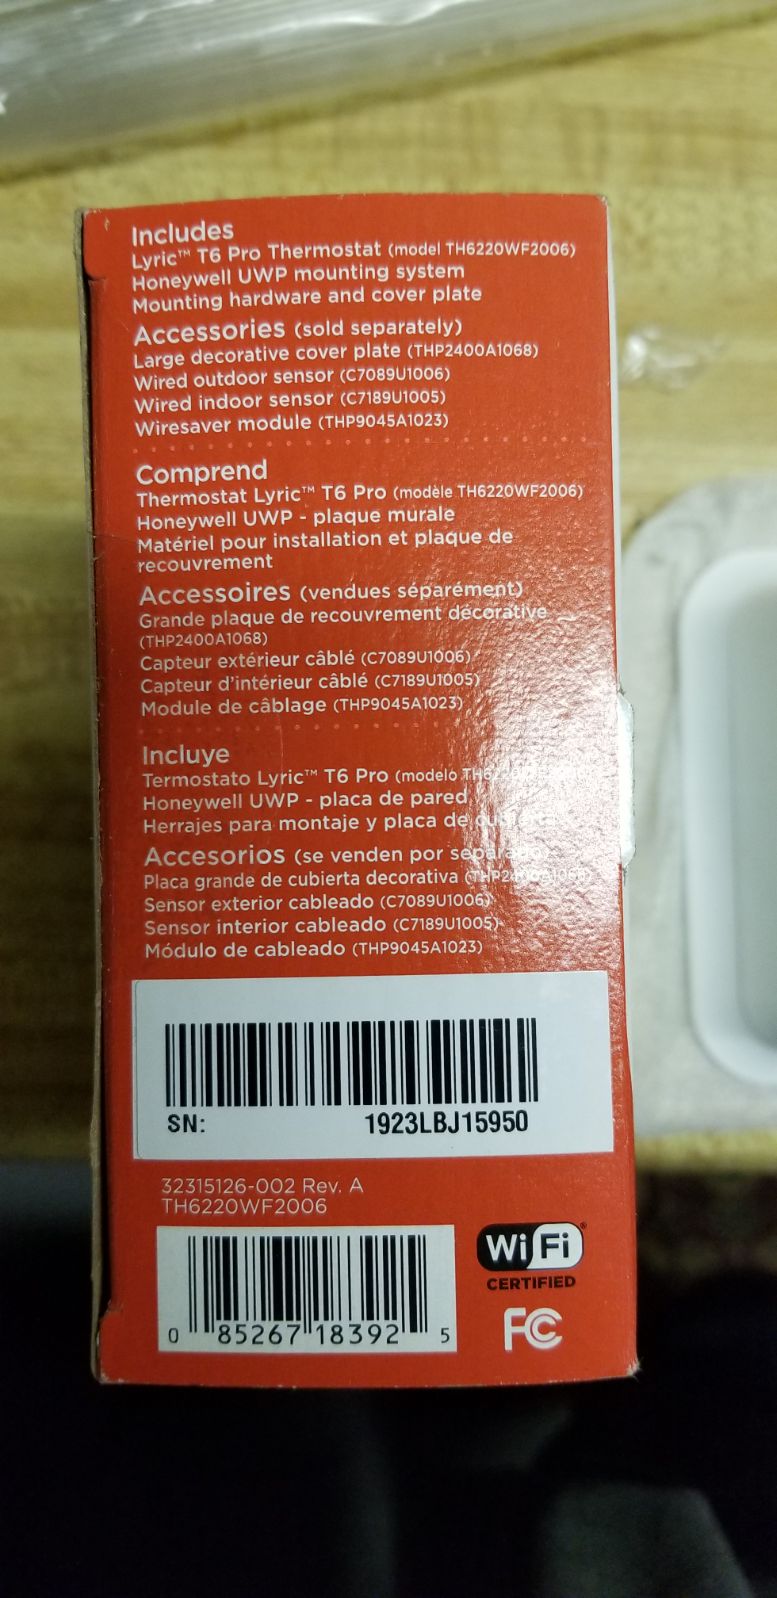 Includes
Lyric™ T6 Pro Thermostat (model TH6220WF2006)
Honeywell UWP mounting system
Mounting hardware and cover plate
Accessories (sold separately)
Large decorative cover plate (THP2400A1068)
Wired outdoor sensor (C7089U1006)
Wired indoor sensor (C7189U1005)
Wiresaver module (THP9045A1023)
Comprend
Thermostat Lyric™ T6 Pro (modèle TH6220WF2006)
Honeywell UWP - plaque murale
Matériel pour installation et plaque de
recouvrement
Accessoires (vendues séparément)
Grande plaque de recouvrement décorative
(THP2400A1068)
Capteur extérieur câblé (C7089U1006)
Capteur d'intérieur câblé (C7189U1005)
Module de câblage (THP9045A1023)
Incluye
Termostato Lyric™ T6 Pro (modelo
Honeywell UWP - placa de pared
Herrajes para montaje y placa de
Accesorios (se venden por separado)
Placa grande de cubierta decorativa (THP2400A1068)
Sensor exterior cableado (C7089U1006)
Sensor interior cableado (C7189U1005)
Módulo de cableado (THP9045A1023)
SN: 1923LBJ15950
32315126-002 Rev. A
TH6220WF2006
0 85267 18392 5
WiFi®
CERTIFIED
FC